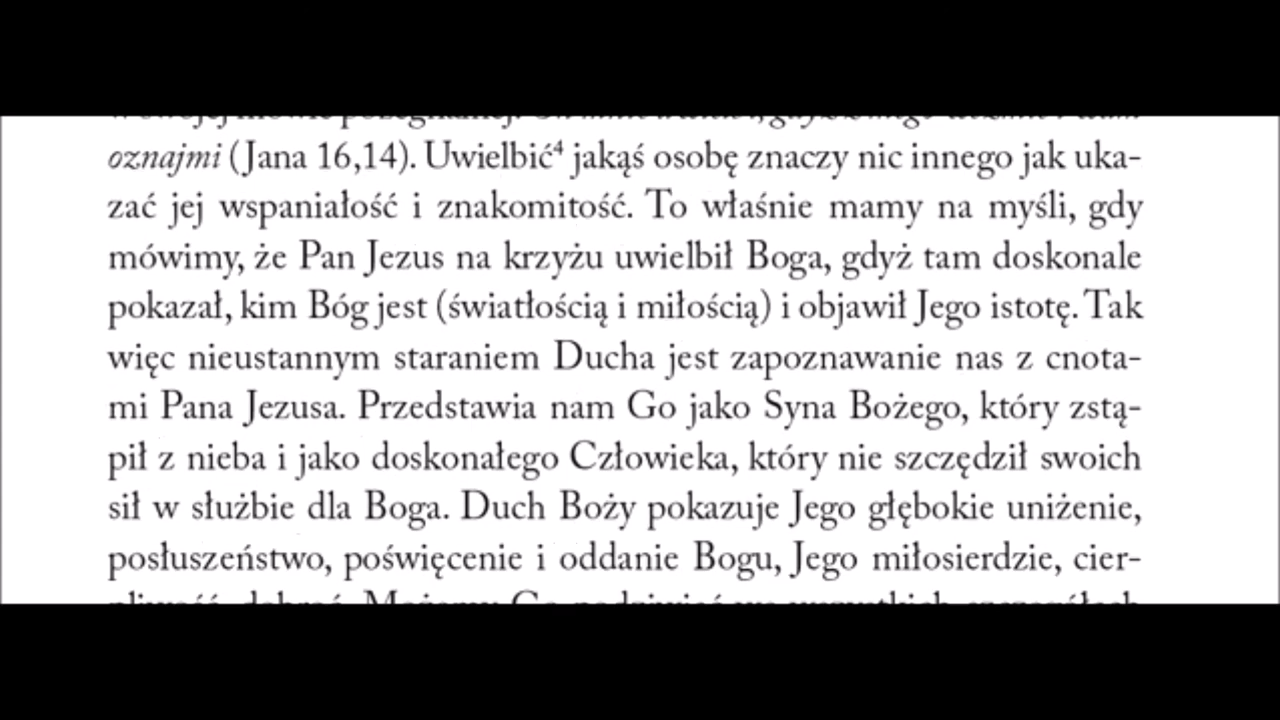 oznajmi (Jana 16,14). Uwielbić⁴ jakąś osobę znaczy nic innego jak uka-
zać jej wspaniałość i znakomitość. To właśnie mamy na myśli, gdy
mówimy, że Pan Jezus na krzyżu uwielbił Boga, gdyż tam doskonale
pokazał, kim Bóg jest (światłością i miłością) i objawił Jego istotę. Tak
więc nieustannym staraniem Ducha jest zapoznawanie nas z cnota-
mi Pana Jezusa. Przedstawia nam Go jako Syna Bożego, który zstą-
pił z nieba i jako doskonałego Człowieka, który nie szczędził swoich
sił w służbie dla Boga. Duch Boży pokazuje Jego głębokie uniżenie,
posłuszeństwo, poświęcenie i oddanie Bogu, Jego miłosierdzie, cier-